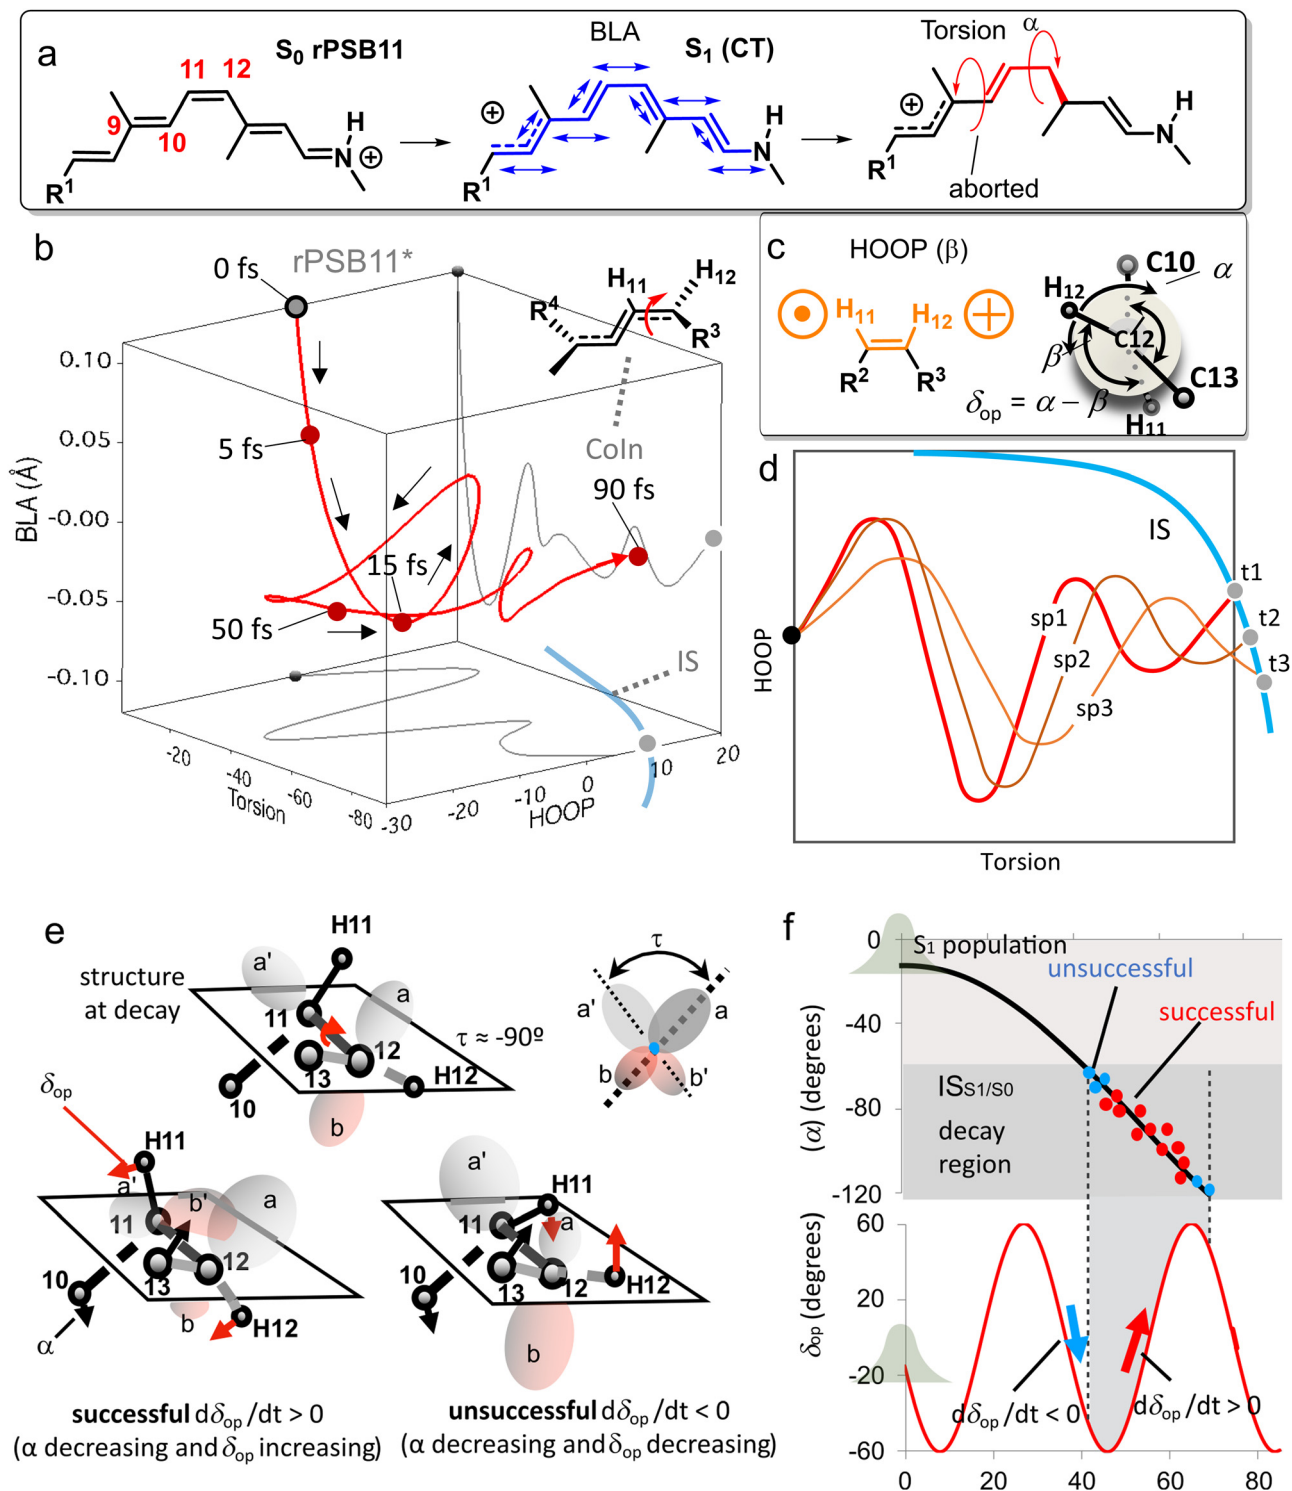 a
S0 rPSB11
BLA
S1 (CT)
Torsion
α
11
12
9
10
H
N
⊕
R1
⊕
H
N
R1
⊕
H
N
R1
aborted
b
rPSB11*
0 fs
H11
H12
R4
R3
0.10
0.05
-0.00
-0.05
-0.10
BLA (Å)
5 fs
CoIn
90 fs
15 fs
50 fs
IS
-20
-40
-60
-80
Torsion
-30
-20
-10
0
10
20
HOOP
c
HOOP (β)
H11
H12
R2
R3
C10
α
H12
C12
β
C13
δop = α – β
H11
d
IS
t1
t2
t3
sp1
sp2
sp3
HOOP
Torsion
e
structure
at decay
H11
a'
a
11
12
13
10
H12
b
τ ≈ -90º
τ
a'
a
b
b'
δop
H11
a'
b'
a
11
12
13
10
b
H12
α
a'
H11
11
a
10
13
12
H12
b
successful dδop/dt > 0
(α decreasing and δop increasing)
unsuccessful dδop/dt < 0
(α decreasing and δop decreasing)
f
S1 population
unsuccessful
successful
ISS1/S0
decay
region
0
-40
-80
-120
(α) (degrees)
60
20
-20
-60
δop (degrees)
dδop/dt < 0
dδop/dt > 0
0
20
40
60
80